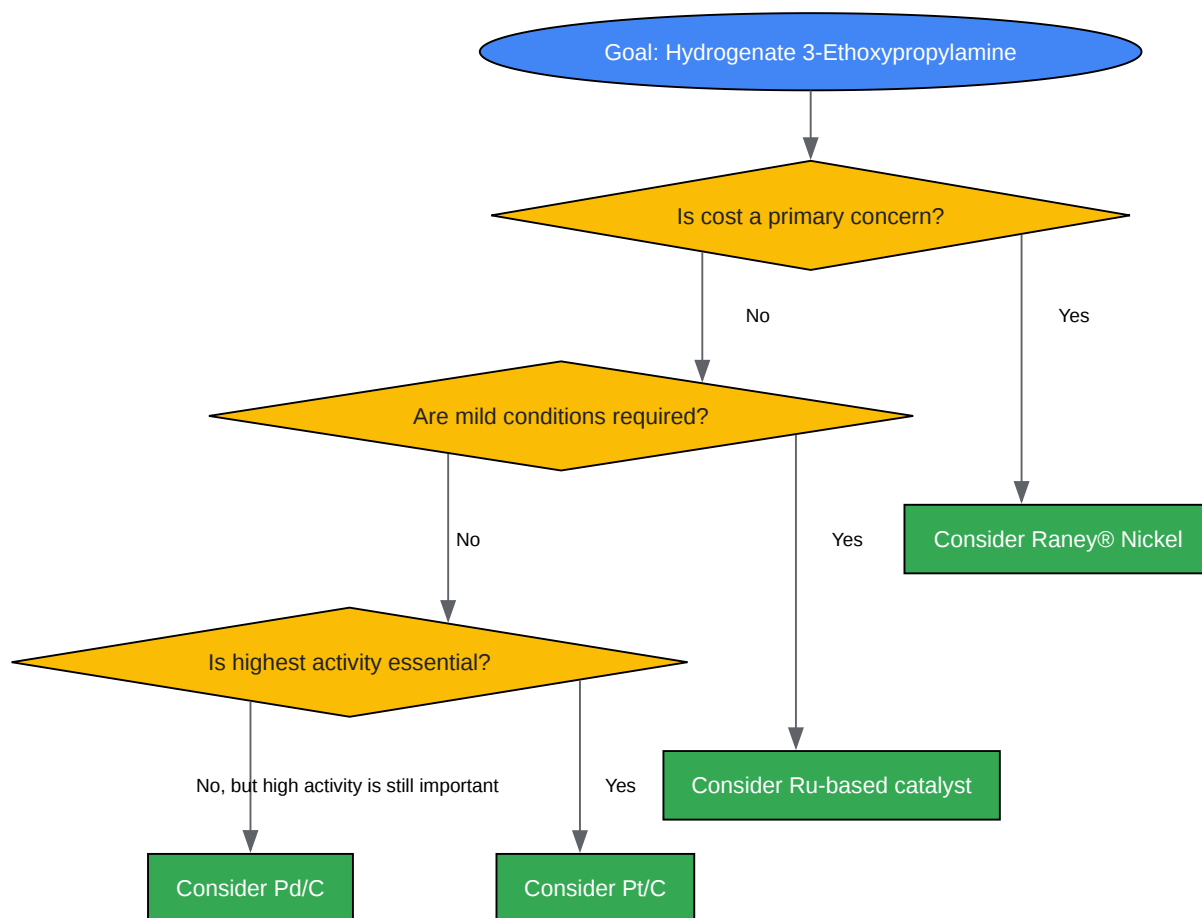 Goal: Hydrogenate 3-Ethoxypropylamine
Is cost a primary concern?
No
Yes
Are mild conditions required?
No
Yes
Consider Raney® Nickel
Is highest activity essential?
No, but high activity is still important
Yes
Consider Ru-based catalyst
Consider Pd/C
Consider Pt/C